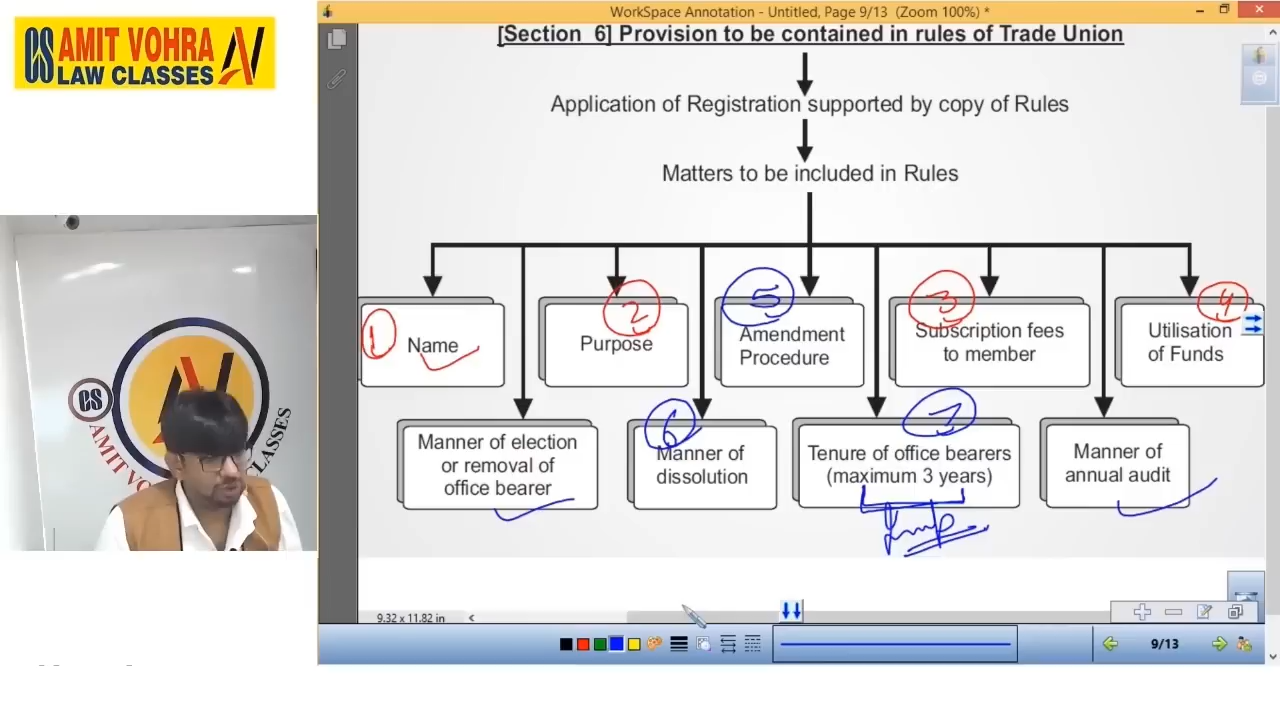 AMIT VOHRA
CS
LAW CLASSES
WorkSpace Annotation - Untitled, Page 9/13 (Zoom 100%) *
[Section 6] Provision to be contained in rules of Trade Union
Application of Registration supported by copy of Rules
Matters to be included in Rules
1
Name
2
Purpose
5
Amendment
Procedure
3
Subscription fees
to member
4
Utilisation
of Funds
Manner of election
or removal of
office bearer
6
Manner of
dissolution
7
Tenure of office bearers
(maximum 3 years)
Imp
Manner of
annual audit
CS
AMIT V
CLASSES
9.32 x 11.82 in
9/13